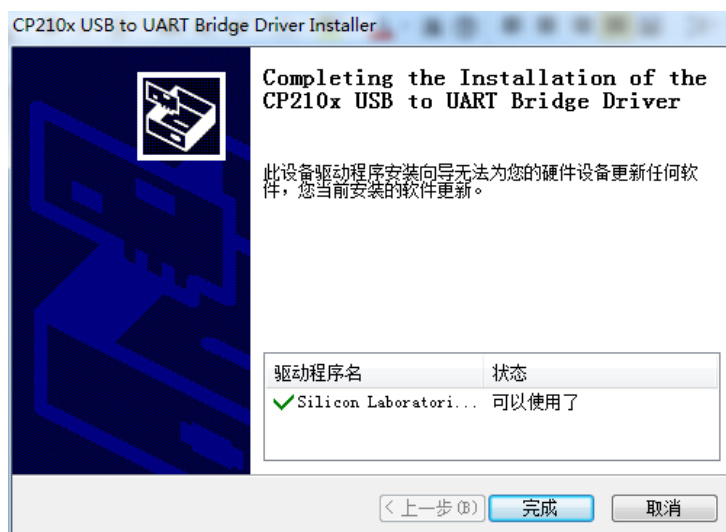 CP210x USB to UART Bridge Driver Installer
Completing the Installation of the
CP210x USB to UART Bridge Driver
此设备驱动程序安装向导无法为您的硬件设备更新任何软
件，您当前安装的软件更新。
驱动程序名 状态
Silicon Laboratori... 可以使用了
< 上一步(B) 完成 取消